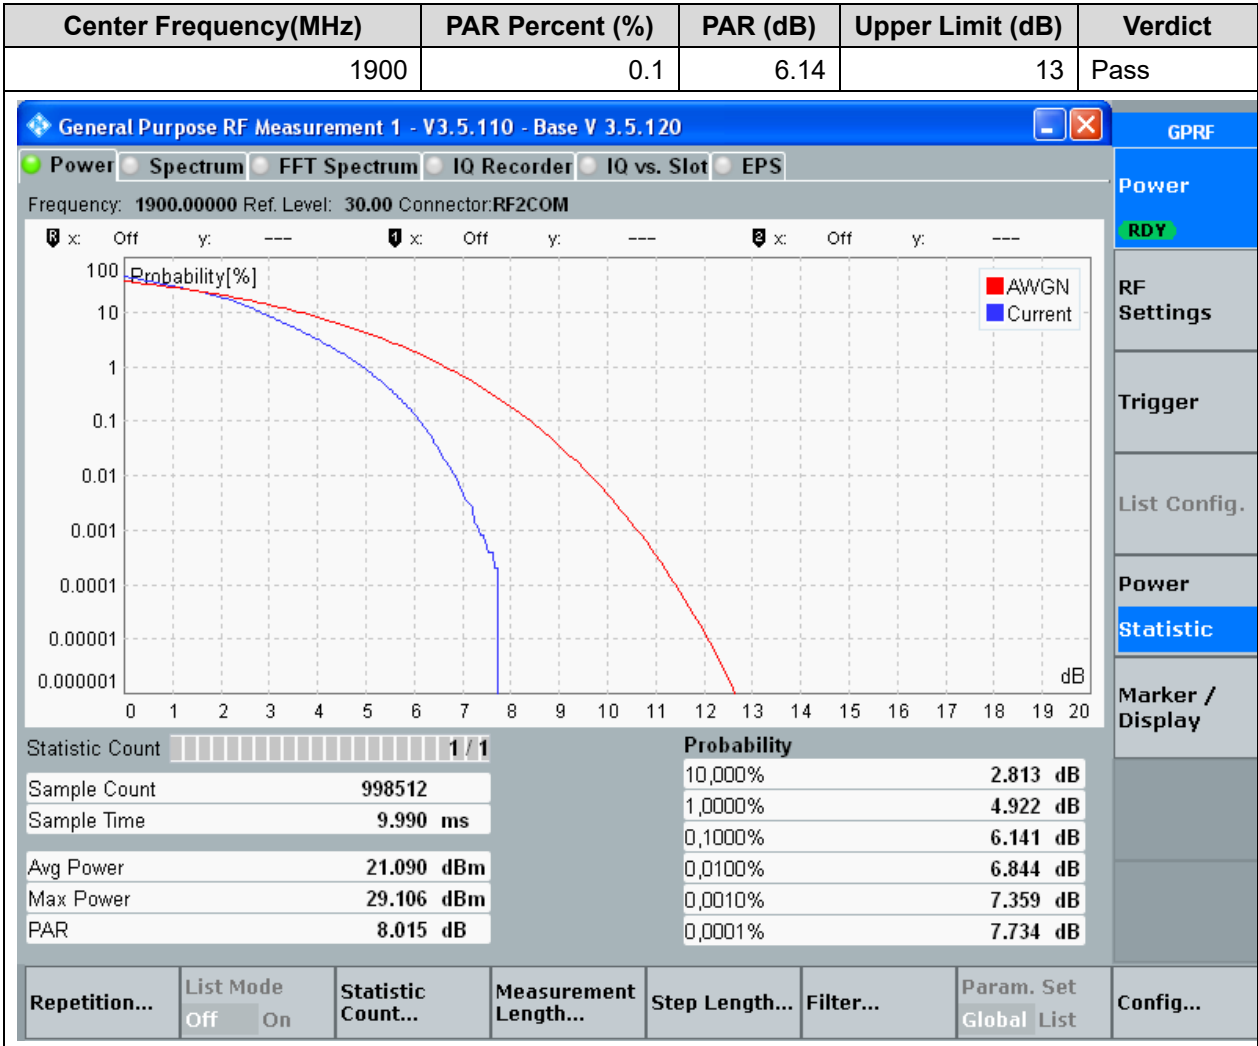 Center Frequency(MHz) PAR Percent (%) PAR (dB) Upper Limit (dB) Verdict
1900 0.1 6.14 13 Pass
General Purpose RF Measurement 1 - V3.5.110 - Base V 3.5.120
GPRF
Power Spectrum FFT Spectrum IQ Recorder IQ vs. Slot EPS
Frequency: 1900.00000 Ref. Level: 30.00 Connector:RF2COM
R x: Off y: --- 1 x: Off y: --- 2 x: Off y: ---
Probability[%]
AWGN
Current
100
10
1
0.1
0.01
0.001
0.0001
0.00001
0.000001
dB
0 1 2 3 4 5 6 7 8 9 10 11 12 13 14 15 16 17 18 19 20
Statistic Count 1 / 1
Sample Count 998512
Sample Time 9.990 ms
Avg Power 21.090 dBm
Max Power 29.106 dBm
PAR 8.015 dB
Probability
10,000% 2.813 dB
1,0000% 4.922 dB
0,1000% 6.141 dB
0,0100% 6.844 dB
0,0010% 7.359 dB
0,0001% 7.734 dB
Power
RDY
RF
Settings
Trigger
List Config.
Power
Statistic
Marker /
Display
Repetition...
List Mode
Off On
Statistic
Count...
Measurement
Length...
Step Length...
Filter...
Param. Set
Global List
Config...